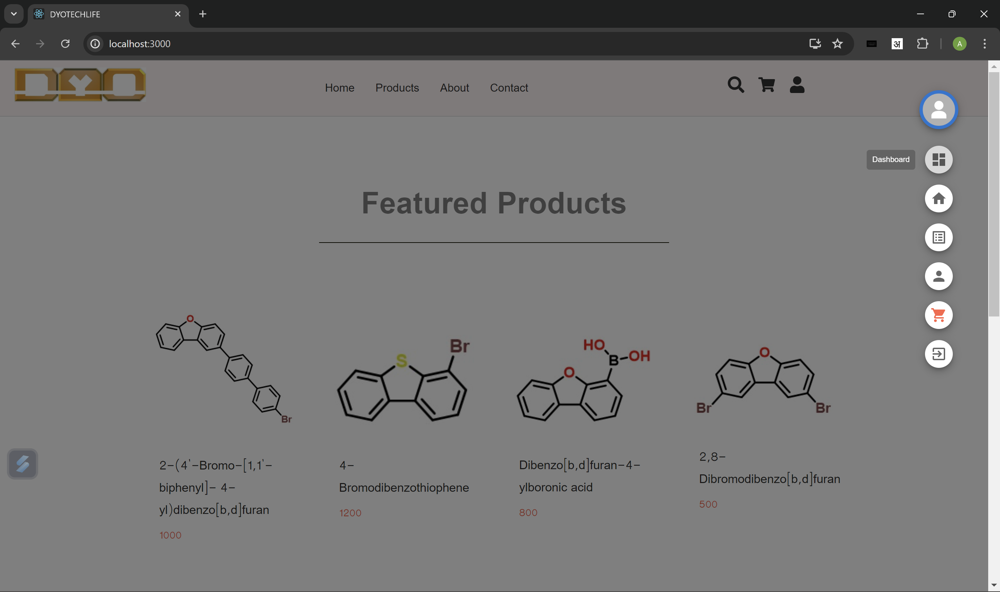 DYOTECHLIFE
localhost:3000
अ
A
DYO
Home Products About Contact
Dashboard
Featured Products
O
Br
S
Br
HO
B OH
O
O
Br Br
2-(4'-Bromo-[1,1'-
biphenyl]- 4-
yl)dibenzo[b,d]furan
1000
4-
Bromodibenzothiophene
1200
Dibenzo[b,d]furan-4-
ylboronic acid
800
2,8-
Dibromodibenzo[b,d]furan
500